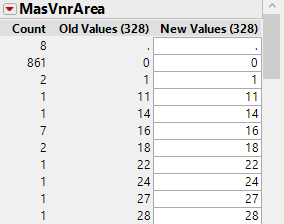 MasVnrArea
Count Old Values (328) New Values (328)
8 . .
861 0 0
2 1 1
1 11 11
1 14 14
7 16 16
2 18 18
1 22 22
1 24 24
1 27 27
1 28 28